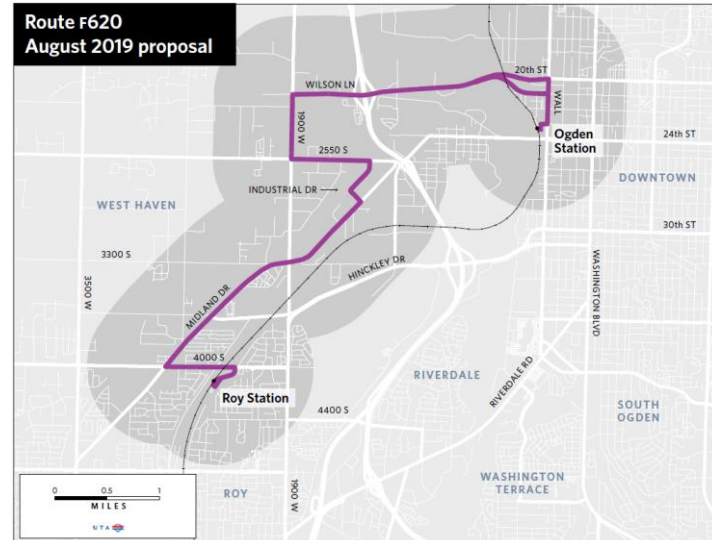 Route F620
August 2019 proposal
20th ST
WILSON LN
WALL
1900 W
Ogden
Station
24th ST
2550 S
INDUSTRIAL DR
DOWNTOWN
WEST HAVEN
30th ST
3300 S
HINCKLEY DR
3500 W
MIDLAND DR
WASHINGTON BLVD
4000 S
RIVERDALE
RIVERDALE RD
Roy Station
4400 S
SOUTH
OGDEN
0 0.5 1
MILES
UTA
ROY
1900 W
WASHINGTON
TERRACE